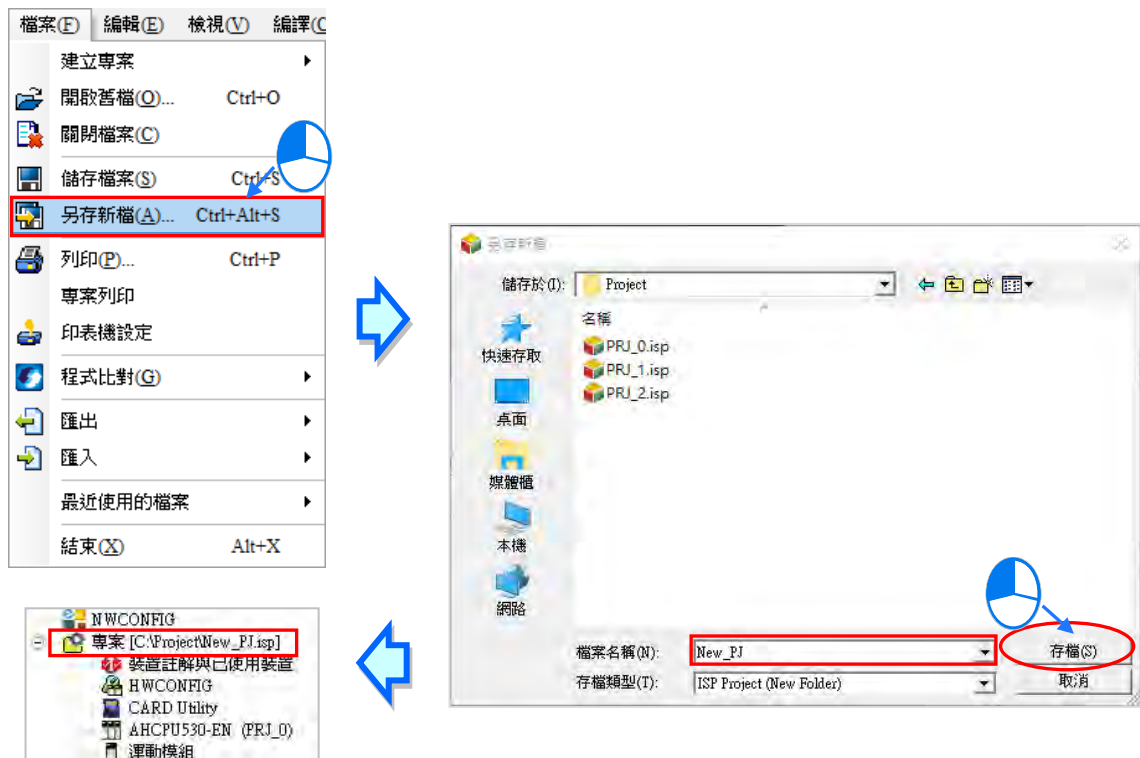 檔案(F) 編輯(E) 檢視(V) 編譯(C
建立專案
開啟舊檔(O)... Ctrl+O
關閉檔案(C)
儲存檔案(S) Ctrl+S
另存新檔(A)... Ctrl+Alt+S
列印(P)... Ctrl+P
專案列印
印表機設定
程式比對(G)
匯出
匯入
最近使用的檔案
結束(X) Alt+X
另存新檔
儲存於(I): Project
名稱
PRJ_0.isp
PRJ_1.isp
PRJ_2.isp
快速存取
桌面
媒體櫃
本機
網路
檔案名稱(N): New_PJ 存檔(S)
存檔類型(T): ISP Project (New Folder) 取消
NWCONFIG
專案 [C:\Project\New_PJ.isp]
裝置註解與已使用裝置
HWCONFIG
CARD Utility
AHCPU530-EN (PRJ_0)
運動模組